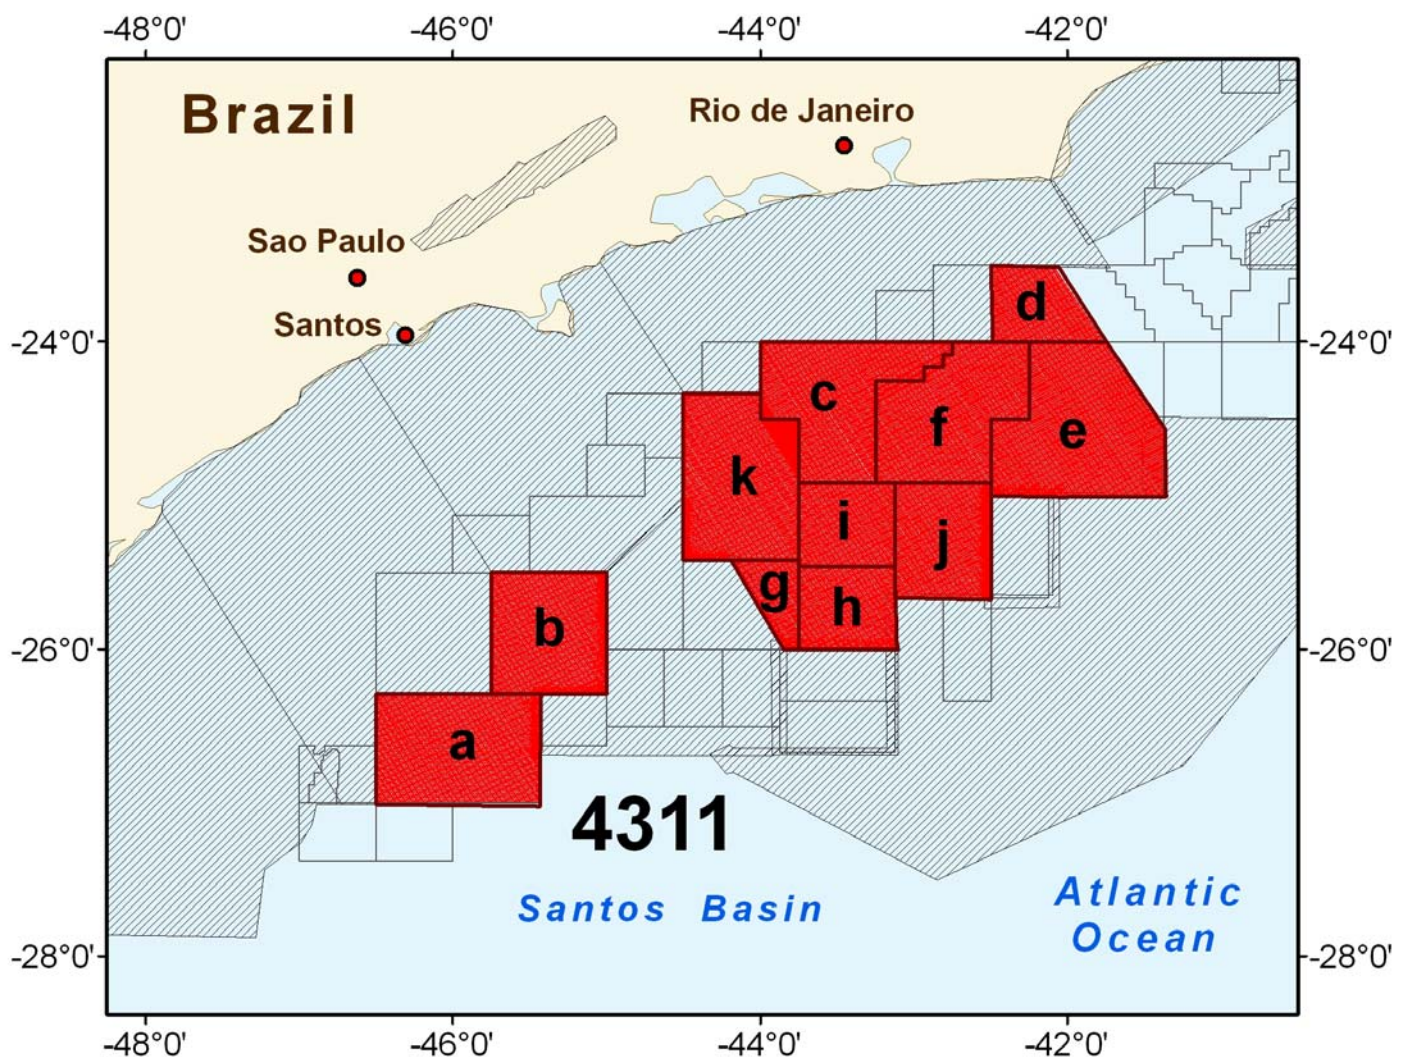 -48°0' -46°0' -44°0' -42°0'
Brazil
Rio de Janeiro
Sao Paulo
Santos
d
-24°0' -24°0'
c
f
e
k
i
j
g
h
b
-26°0' -26°0'
a
4311
Santos Basin
Atlantic
Ocean
-28°0' -28°0'
-48°0' -46°0' -44°0' -42°0'